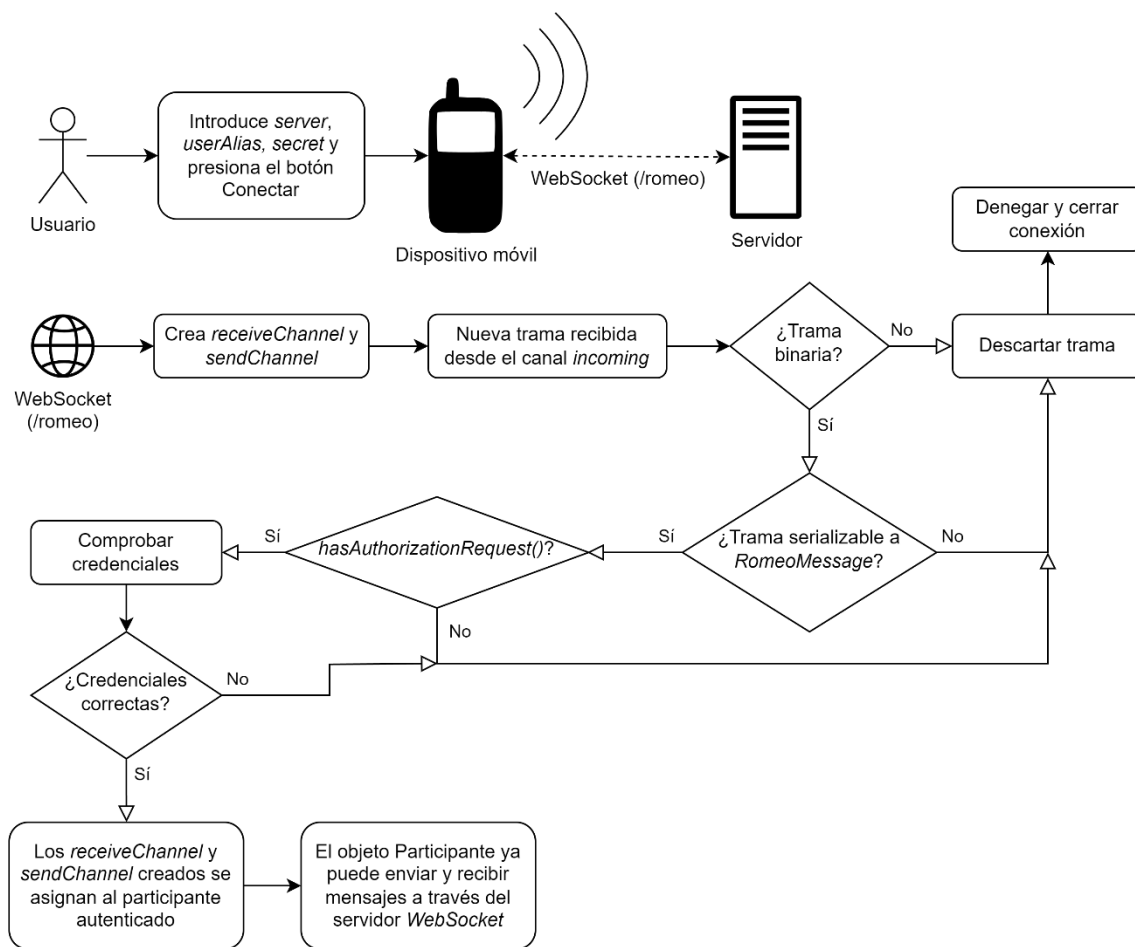 Introduce server,
userAlias, secret y
presiona el botón
Conectar
Usuario
Dispositivo móvil
WebSocket (/romeo)
Servidor
Denegar y cerrar
conexión
WebSocket
(/romeo)
Crea receiveChannel y
sendChannel
Nueva trama recibida
desde el canal incoming
¿Trama
binaria?
No
Descartar trama
Sí
¿Trama serializable a
RomeoMessage?
No
Sí
hasAuthorizationRequest()?
Sí
No
Comprobar
credenciales
¿Credenciales
correctas?
No
Sí
Los receiveChannel y
sendChannel creados se
asignan al participante
autenticado
El objeto Participante ya
puede enviar y recibir
mensajes a través del
servidor WebSocket